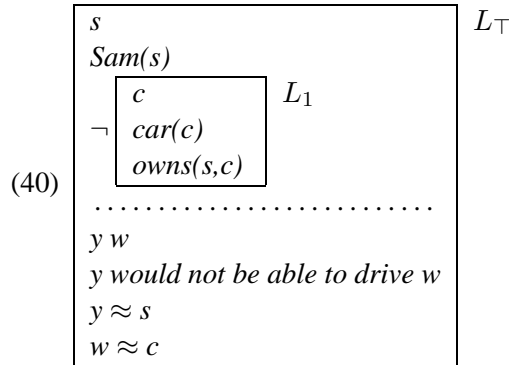 s L⊤
Sam(s)
c L1
¬ car(c)
owns(s,c)
(40)
............................
y w
y would not be able to drive w
y ≈ s
w ≈ c